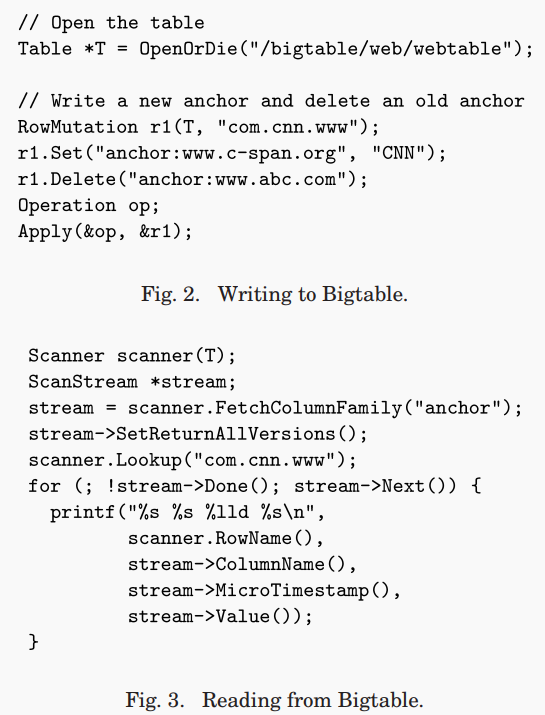 // Open the table
Table *T = OpenOrDie("/bigtable/web/webtable");
// Write a new anchor and delete an old anchor
RowMutation r1(T, "com.cnn.www");
r1.Set("anchor:www.c-span.org", "CNN");
r1.Delete("anchor:www.abc.com");
Operation op;
Apply(&op, &r1);
Fig. 2. Writing to Bigtable.
Scanner scanner(T);
ScanStream *stream;
stream = scanner.FetchColumnFamily("anchor");
stream->SetReturnAllVersions();
scanner.Lookup("com.cnn.www");
for (; !stream->Done(); stream->Next()) {
printf("%s %s %lld %s\n",
scanner.RowName(),
stream->ColumnName(),
stream->MicroTimestamp(),
stream->Value());
}
Fig. 3. Reading from Bigtable.